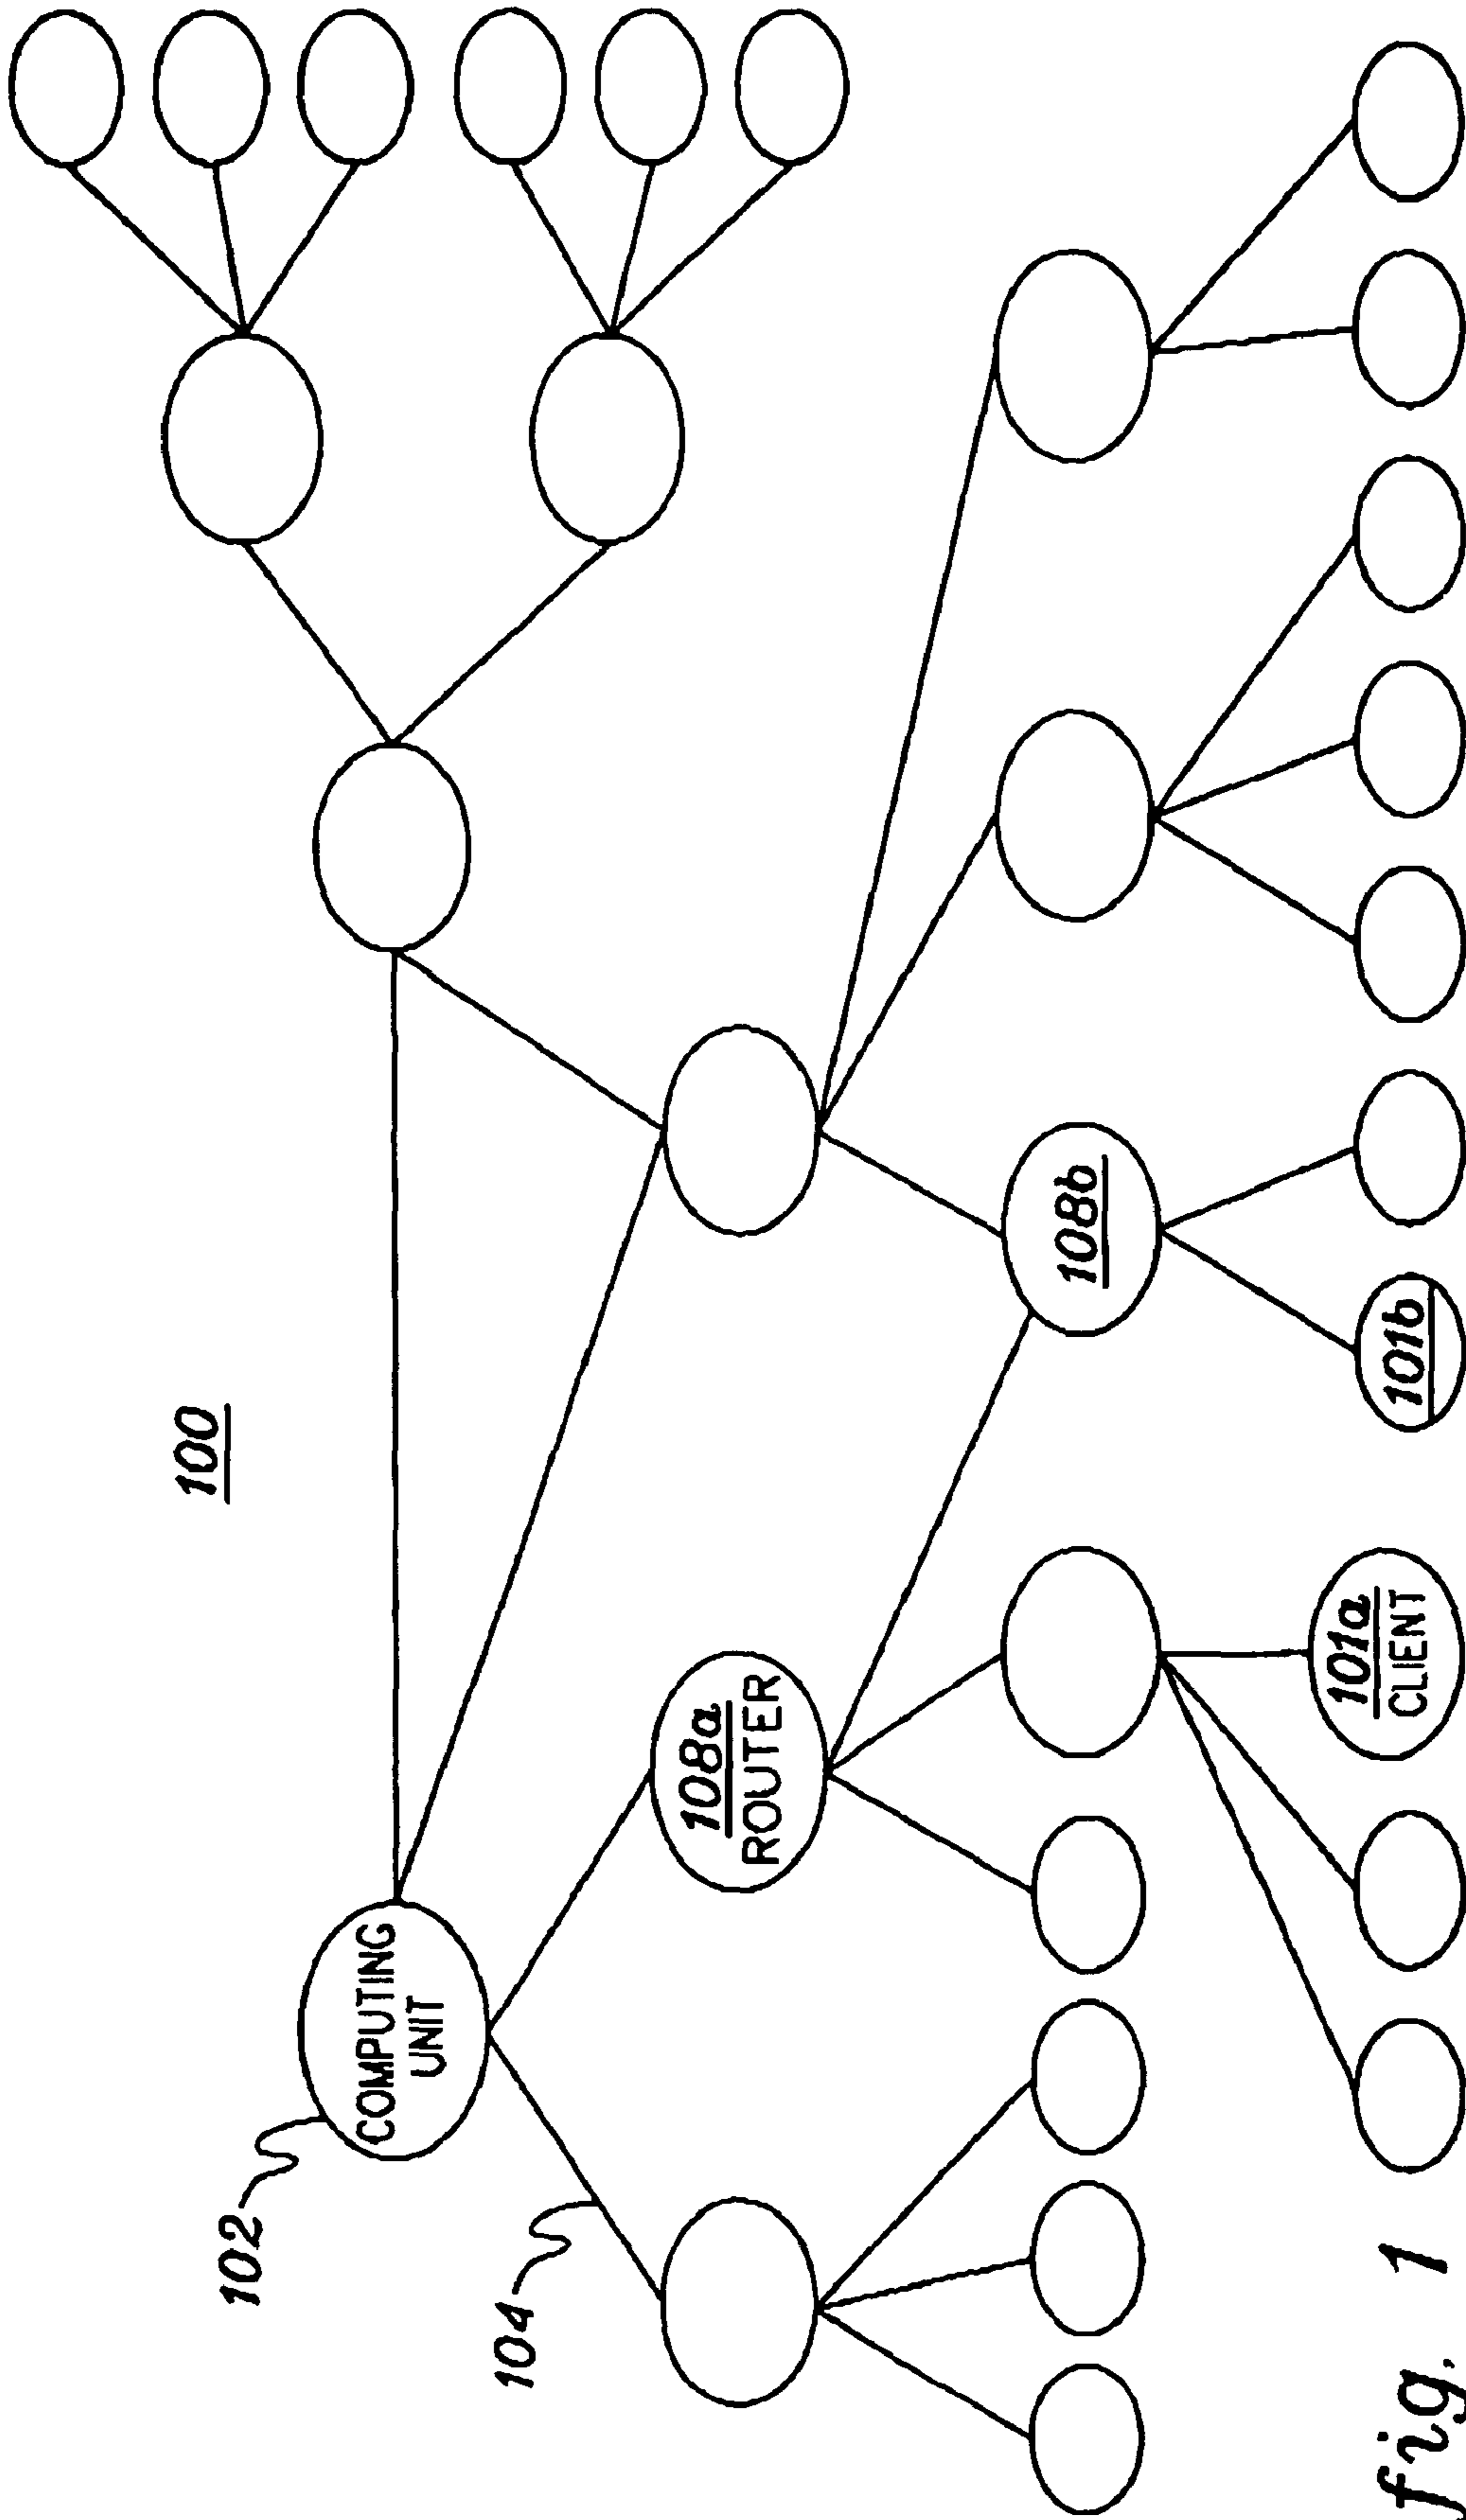 100
102
COMPUTING
UNIT
104
108a
ROUTER
108b
101a
CLIENT
101b
fig. 1